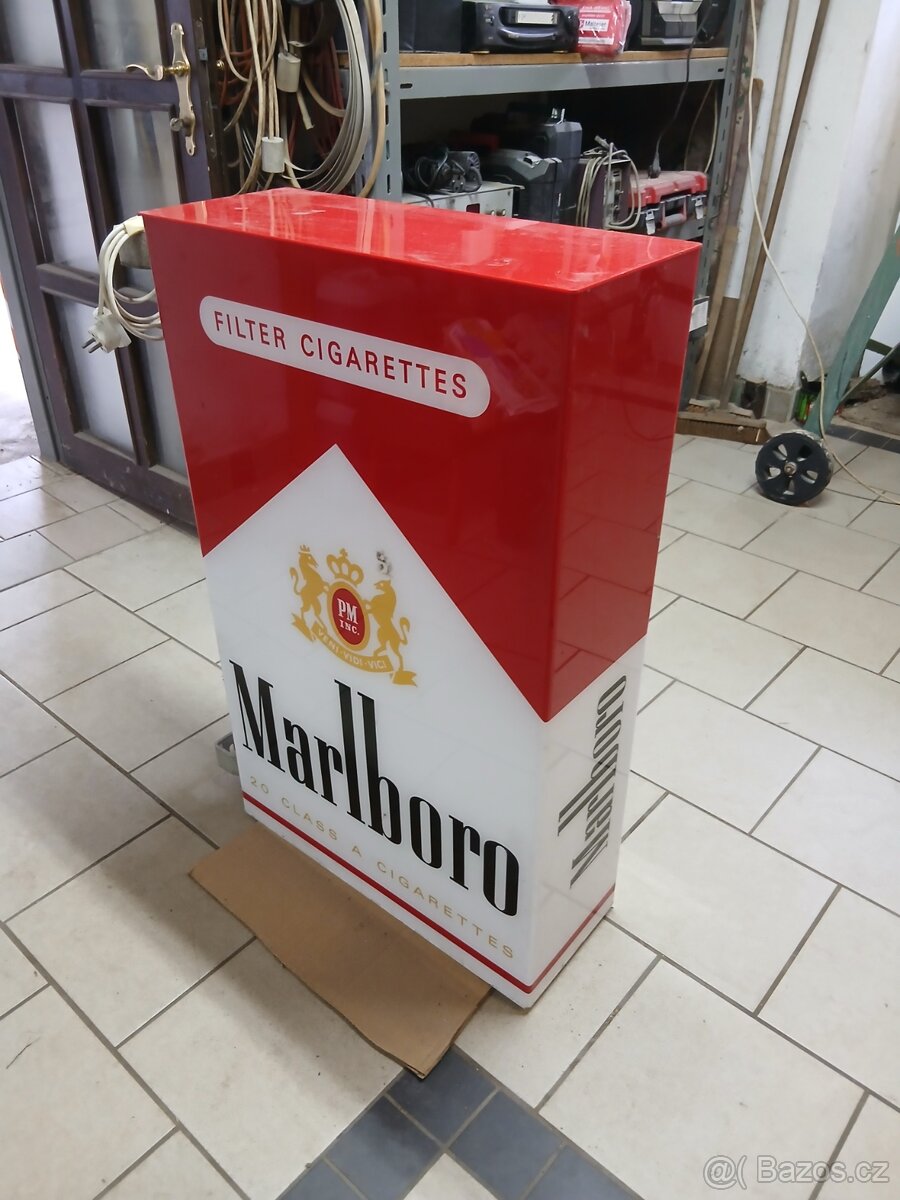 FILTER CIGARETTES
PM
INC.
VENI·VIDI·VICI
Marlboro
20 CLASS A CIGARETTES
Marlboro
@( Bazos.cz